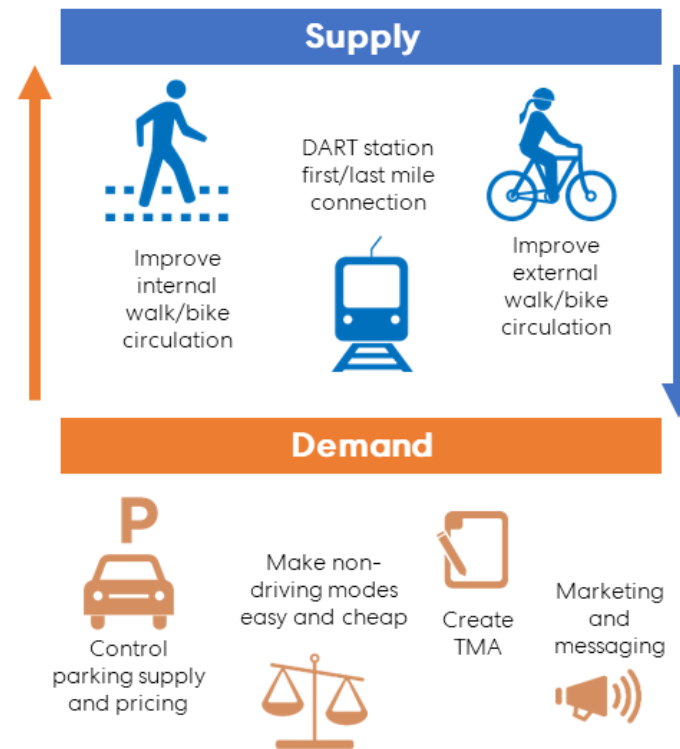 Supply
DART station
first/last mile
connection
Improve
internal
walk/bike
circulation
Improve
external
walk/bike
circulation
Demand
P
Control
parking supply
and pricing
Make non-
driving modes
easy and cheap
Create
TMA
Marketing
and
messaging